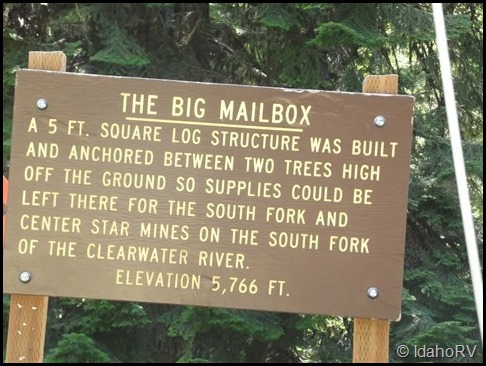 THE BIG MAILBOX
A 5 FT. SQUARE LOG STRUCTURE WAS BUILT
AND ANCHORED BETWEEN TWO TREES HIGH
OFF THE GROUND SO SUPPLIES COULD BE
LEFT THERE FOR THE SOUTH FORK AND
CENTER STAR MINES ON THE SOUTH FORK
OF THE CLEARWATER RIVER.
ELEVATION 5,766 FT.
© IdahoRV